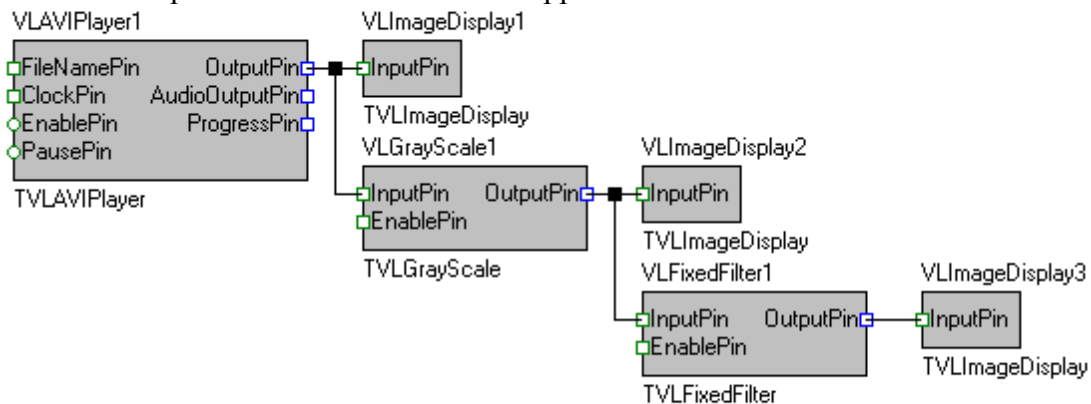 VLAVIPlayer1
FileNamePin OutputPin
ClockPin AudioOutputPin
EnablePin ProgressPin
PausePin
TVLAVIPlayer
VLImageDisplay1
InputPin
TVLImageDisplay
VLGrayScale1
InputPin OutputPin
EnablePin
TVLGrayScale
VLImageDisplay2
InputPin
TVLImageDisplay
VLFixedFilter1
InputPin OutputPin
EnablePin
TVLFixedFilter
VLImageDisplay3
InputPin
TVLImageDisplay